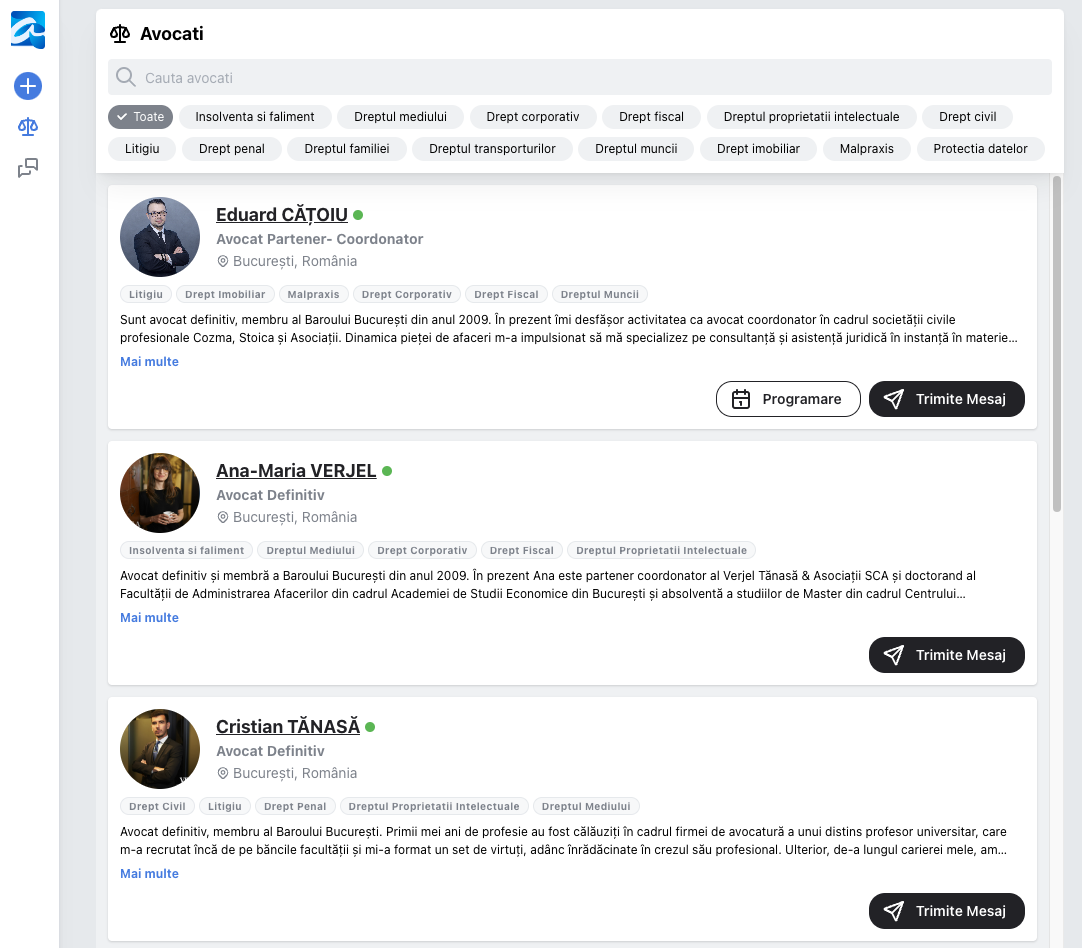 Avocati
Cauta avocati
Toate Insolventa si faliment Dreptul mediului Drept corporativ Drept fiscal Dreptul proprietatii intelectuale Drept civil
Litigiu Drept penal Dreptul familiei Dreptul transporturilor Dreptul muncii Drept imobiliar Malpraxis Protectia datelor
Eduard CĂȚOIU
Avocat Partener- Coordonator
București, România
Litigiu Drept Imobiliar Malpraxis Drept Corporativ Drept Fiscal Dreptul Muncii
Sunt avocat definitiv, membru al Baroului București din anul 2009. În prezent îmi desfășor activitatea ca avocat coordonator în cadrul societății civile
profesionale Cozma, Stoica și Asociații. Dinamica pieței de afaceri m-a impulsionat să mă specializez pe consultanță și asistență juridică în instanță în materie...
Mai multe
Programare Trimite Mesaj
Ana-Maria VERJEL
Avocat Definitiv
București, România
Insolventa si faliment Dreptul Mediului Drept Corporativ Drept Fiscal Dreptul Proprietatii Intelectuale
Avocat definitiv și membră a Baroului București din anul 2009. În prezent Ana este partener coordonator al Verjel Tănasă & Asociații SCA și doctorand al
Facultății de Administrarea Afacerilor din cadrul Academiei de Studii Economice din București și absolventă a studiilor de Master din cadrul Centrului...
Mai multe
Trimite Mesaj
Cristian TĂNASĂ
Avocat Definitiv
București, România
Drept Civil Litigiu Drept Penal Dreptul Proprietatii Intelectuale Dreptul Mediului
Avocat definitiv, membru al Baroului București. Primii mei ani de profesie au fost călăuziți în cadrul firmei de avocatură a unui distins profesor universitar, care
m-a recrutat încă de pe băncile facultății și mi-a format un set de virtuți, adânc înrădăcinate în crezul său profesional. Ulterior, de-a lungul carierei mele, am...
Mai multe
Trimite Mesaj